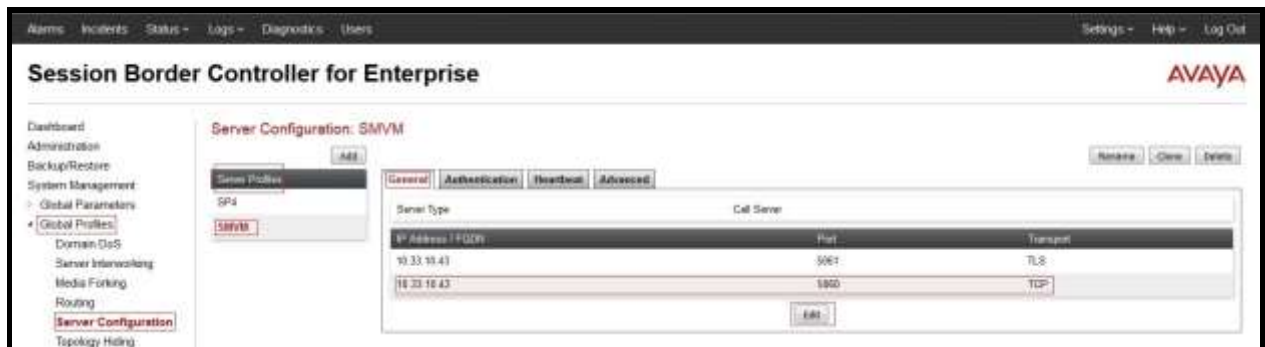 Alarms Incidents Status Logs Diagnostics Users Settings Help Log Out
Session Border Controller for Enterprise
AVAYA
Dashboard
Administration
Backup/Restore
System Management
Global Parameters
Global Profiles
Domain DoS
Server Interworking
Media Forking
Routing
Server Configuration
Topology Hiding
Server Configuration: SMVM
Add
Rename Clone Delete
Server Profiles
SP4
SMVM
General Authentication Heartbeat Advanced
Server Type Call Server
IP Address / FQDN Port Transport
10.33.10.43 5061 TLS
10.33.10.43 5060 TCP
Edit